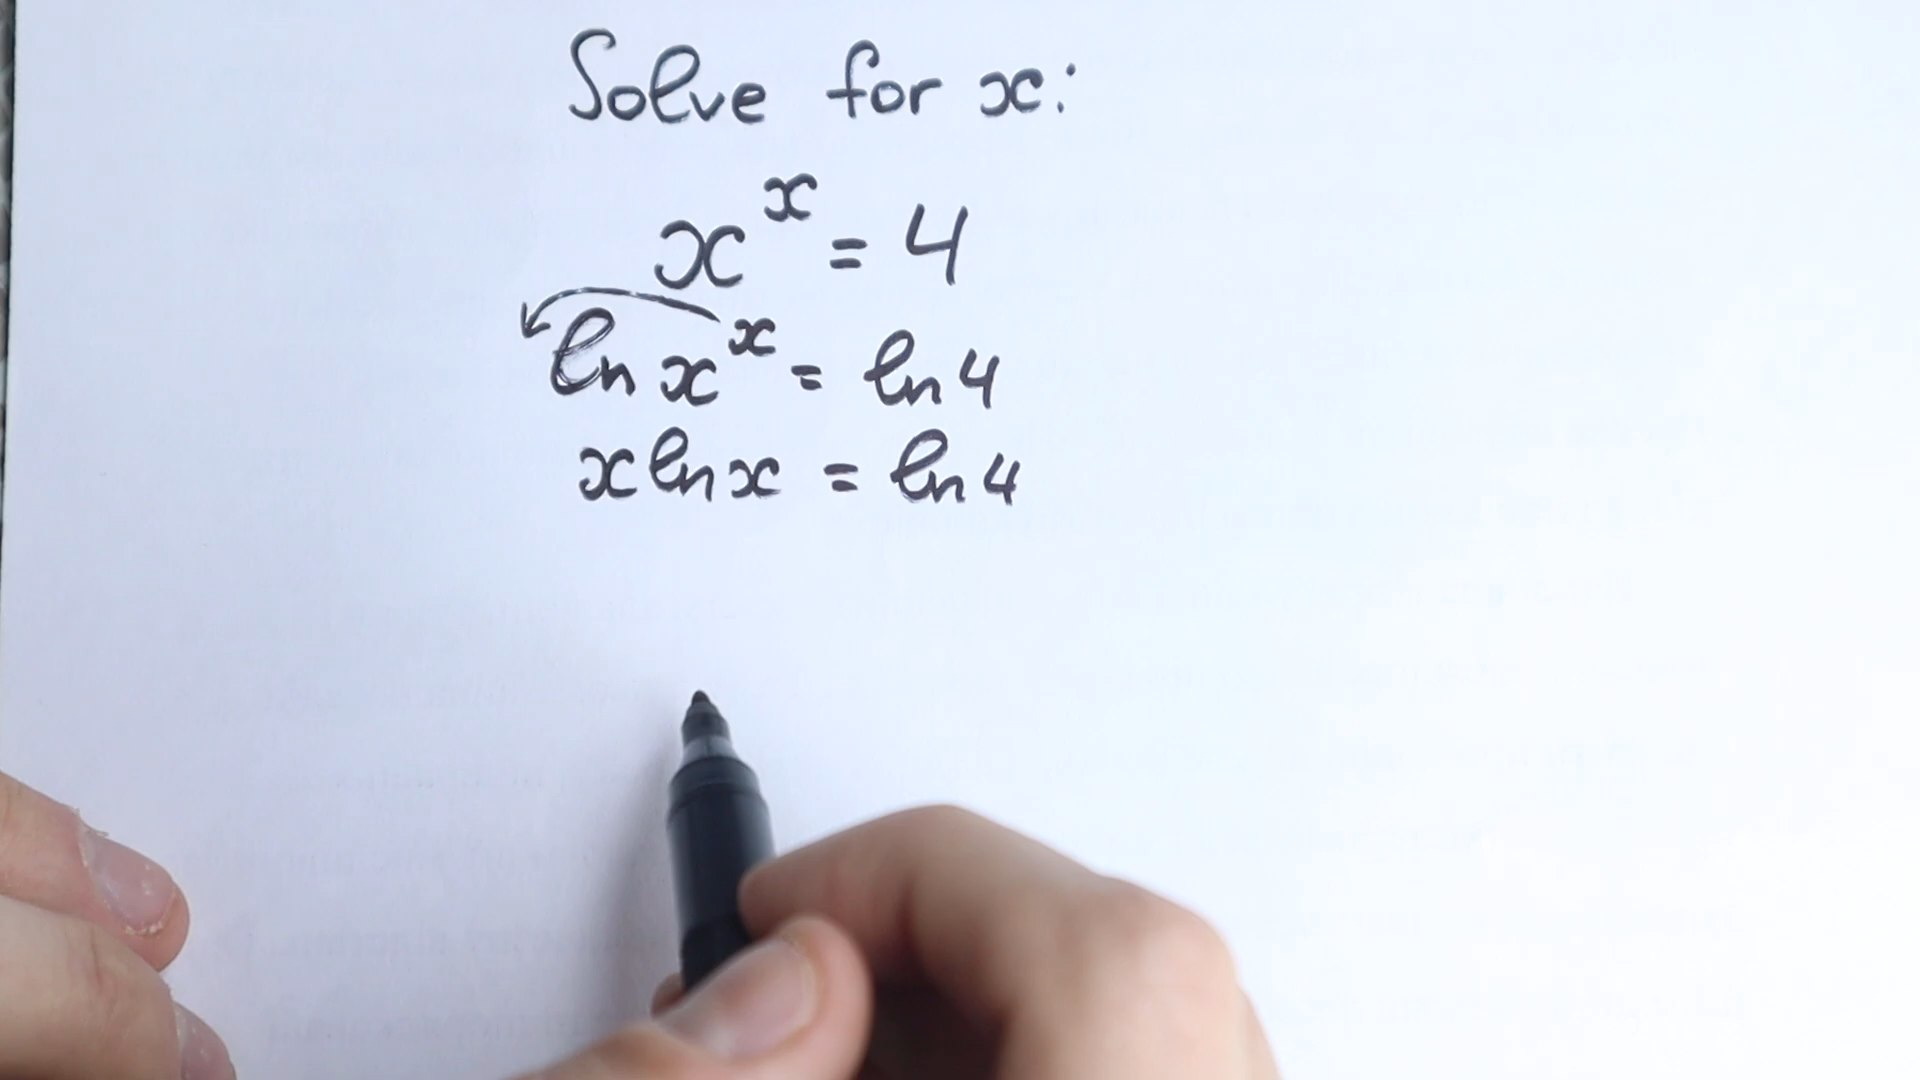 Solve for x:
x^x = 4
ln x^x = ln 4
x ln x = ln 4